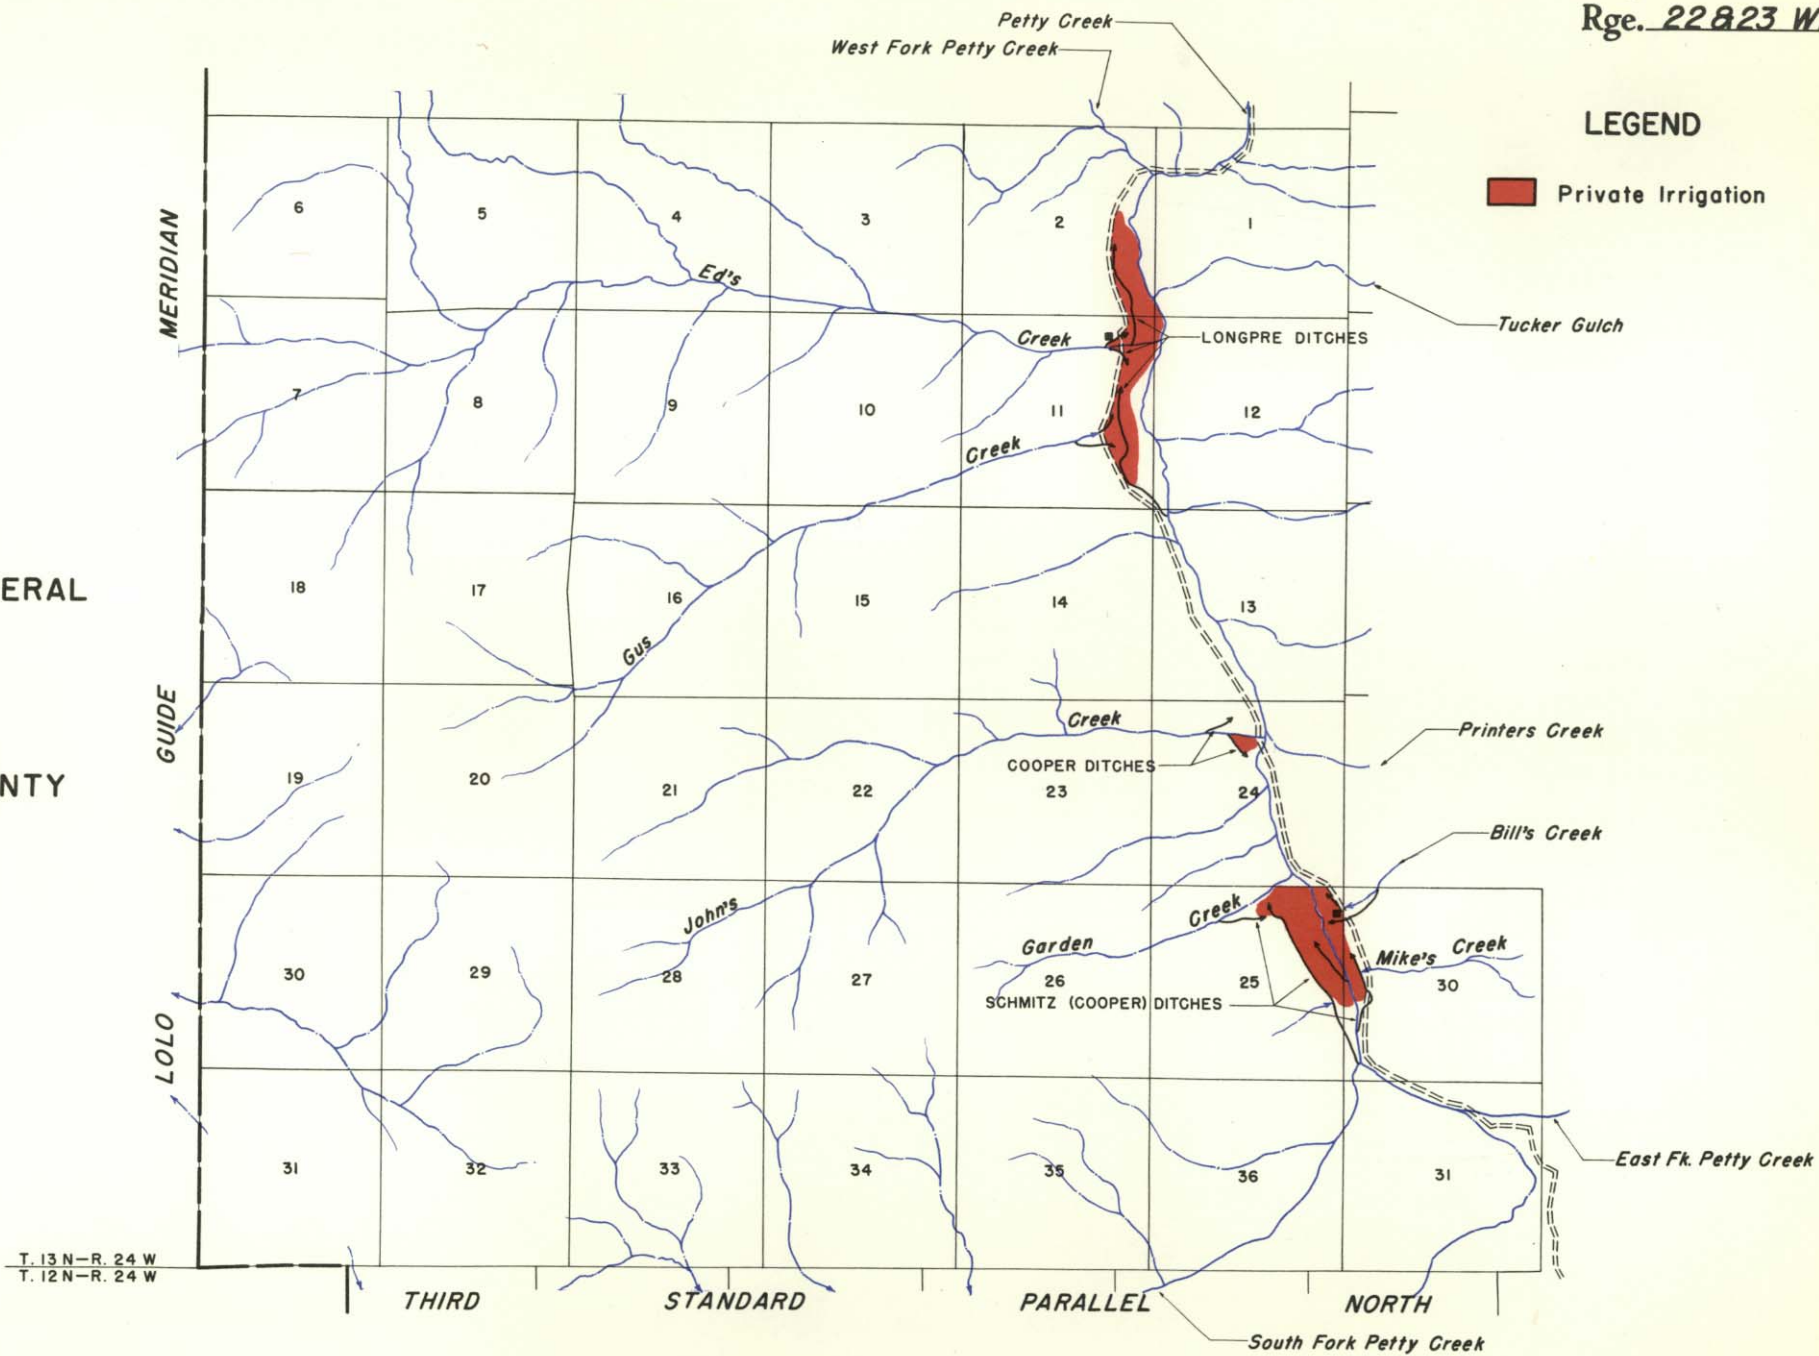 Petty Creek
Rge. 22&23 W.
West Fork Petty Creek
LEGEND
Private Irrigation
6
5
4
3
2
1
MERIDIAN
Ed's
Creek
LONGPRE DITCHES
Tucker Gulch
7
8
9
10
11
12
Creek
ERAL
18
17
16
15
14
13
Gus
GUIDE
Creek
Printers Creek
COOPER DITCHES
NTY
19
20
21
22
23
24
Bill's Creek
John's
Creek
Garden
Mike's Creek
30
29
28
27
26
25
30
SCHMITZ (COOPER) DITCHES
LOLO
31
32
33
34
35
36
31
East Fk. Petty Creek
T. 13 N–R. 24 W
T. 12 N–R. 24 W
THIRD STANDARD PARALLEL NORTH
South Fork Petty Creek